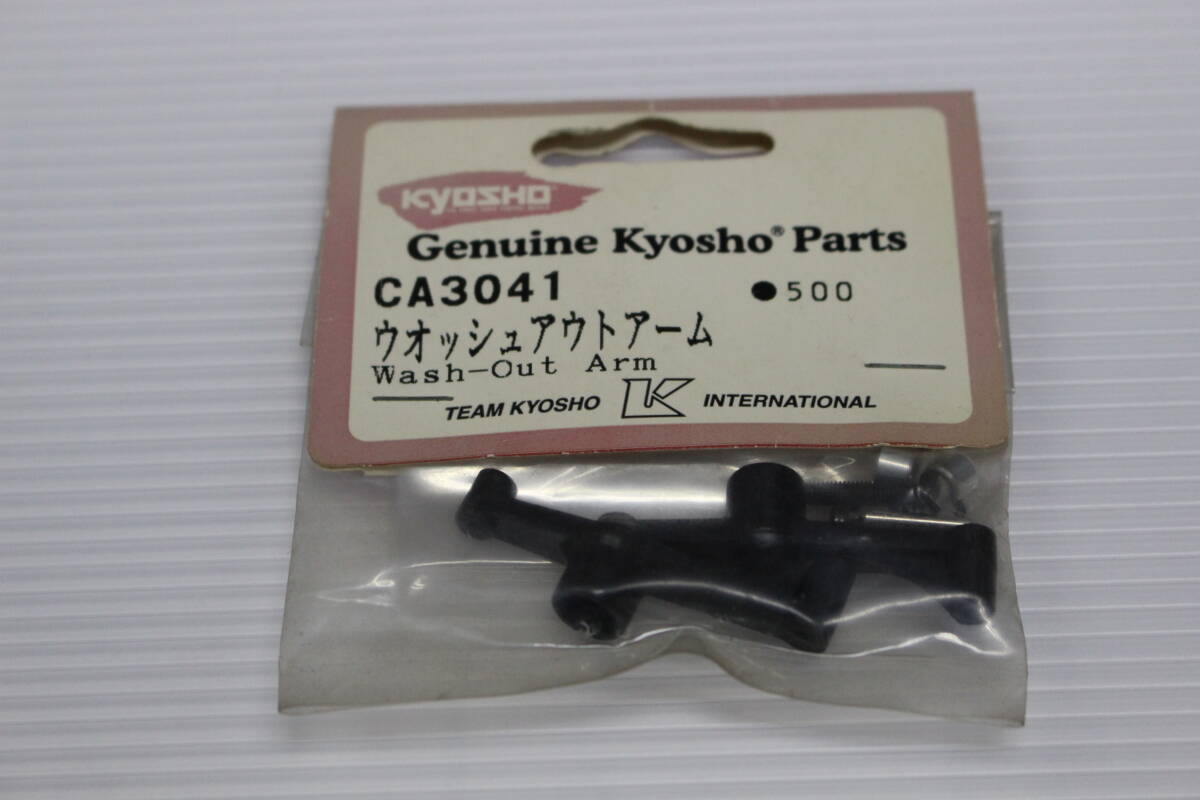 KYOSHO
Genuine Kyosho® Parts
CA3041 ●500
ウオッシュアウトアーム
Wash-Out Arm
TEAM KYOSHO K INTERNATIONAL